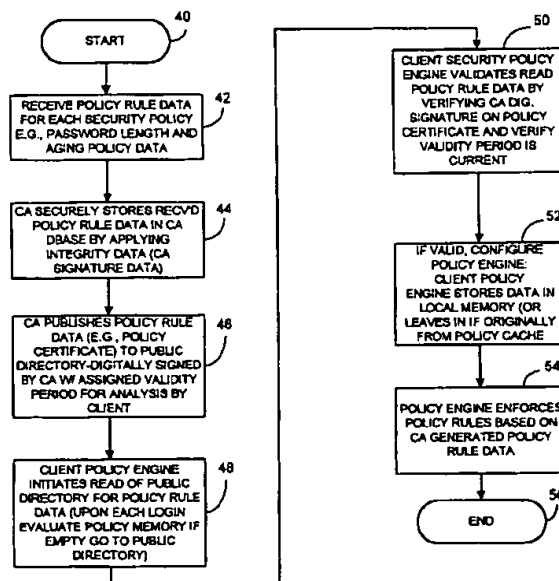 START
40
RECEIVE POLICY RULE DATA
FOR EACH SECURITY POLICY
E.G., PASSWORD LENGTH AND
AGING POLICY DATA
42
CA SECURELY STORES RECV'D
POLICY RULE DATA IN CA
DBASE BY APPLYING
INTEGRITY DATA (CA
SIGNATURE DATA)
44
CA PUBLISHES POLICY RULE
DATA (E.G., POLICY
CERTIFICATE) TO PUBLIC
DIRECTORY-DIGITALLY SIGNED
BY CA W/ ASSIGNED VALIDITY
PERIOD FOR ANALYSIS BY
CLIENT
46
CLIENT POLICY ENGINE
INITIATES READ OF PUBLIC
DIRECTORY FOR POLICY RULE
DATA (UPON EACH LOGIN
EVALUATE POLICY MEMORY IF
EMPTY GO TO PUBLIC
DIRECTORY)
48
CLIENT SECURITY POLICY
ENGINE VALIDATES READ
POLICY RULE DATA BY
VERIFYING CA DIG.
SIGNATURE ON POLICY
CERTIFICATE AND VERIFY
VALIDITY PERIOD IS
CURRENT
50
IF VALID, CONFIGURE
POLICY ENGINE:
CLIENT POLICY
ENGINE STORES DATA IN
LOCAL MEMORY (OR
LEAVES IN IF ORIGINALLY
FROM POLICY CACHE
52
POLICY ENGINE ENFORCES
POLICY RULES BASED ON
CA GENERATED POLICY
RULE DATA
54
END
56